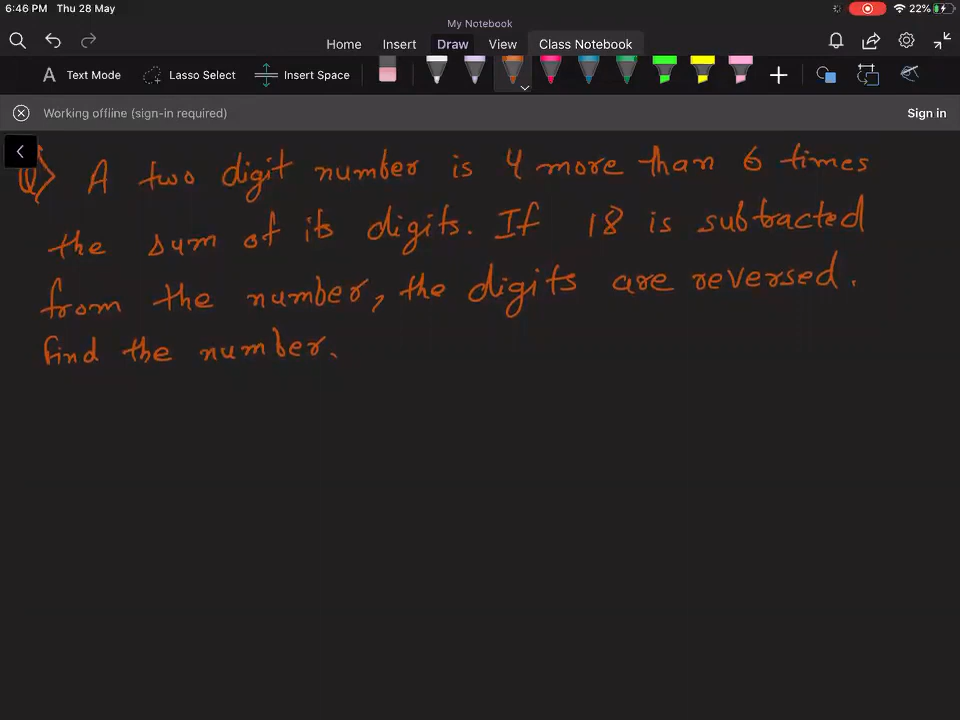 6:46 PM Thu 28 May
22%
My Notebook
Home Insert Draw View Class Notebook
Text Mode Lasso Select Insert Space
Working offline (sign-in required) Sign in
Q) A two digit number is 4 more than 6 times
the sum of its digits. If 18 is subtracted
from the number, the digits are reversed.
find the number.